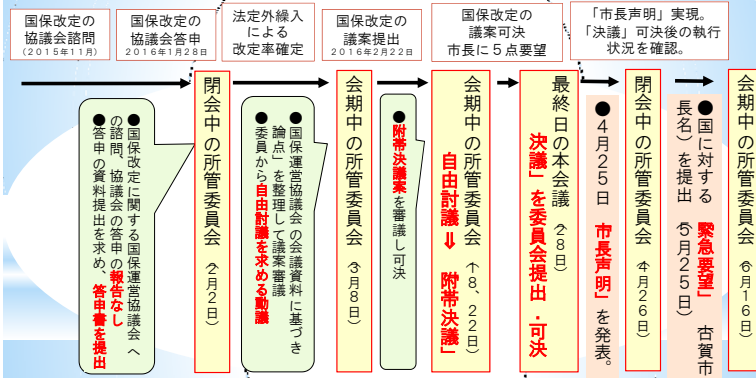 国保改定の
協議会諮問
(2015年11月)
国保改定の
協議会答申
2016年1月28日
法定外繰入
による
改定率確定
国保改定の
議案提出
2016年2月22日
国保改定の
議案可決
市長に5点要望
「市長声明」実現。
「決議」可決後の執行
状況を確認。
●国保改定に関する国保運営協議会へ
の諮問、協議会の答申の報告なし
●答申の資料提出を求め、答申書を提出
閉会中の所管委員会(2月2日)
●国保運営協議会の会議資料に基づき
論点」を整理して議案審議
●委員から自由討議を求める動議
会期中の所管委員会(3月8日)
●附帯決議案を審議し可決
会期中の所管委員会(18、22日)
自由討議⇒附帯決議」
最終日の本会議(28日)
決議」を委員会提出・可決
●4月25日 市長声明」を発表。
閉会中の所管委員会(4月26日)
●国に対する 緊急要望」 古賀市
長名)を提出 (5月25日)
会期中の所管委員会(6月16日)